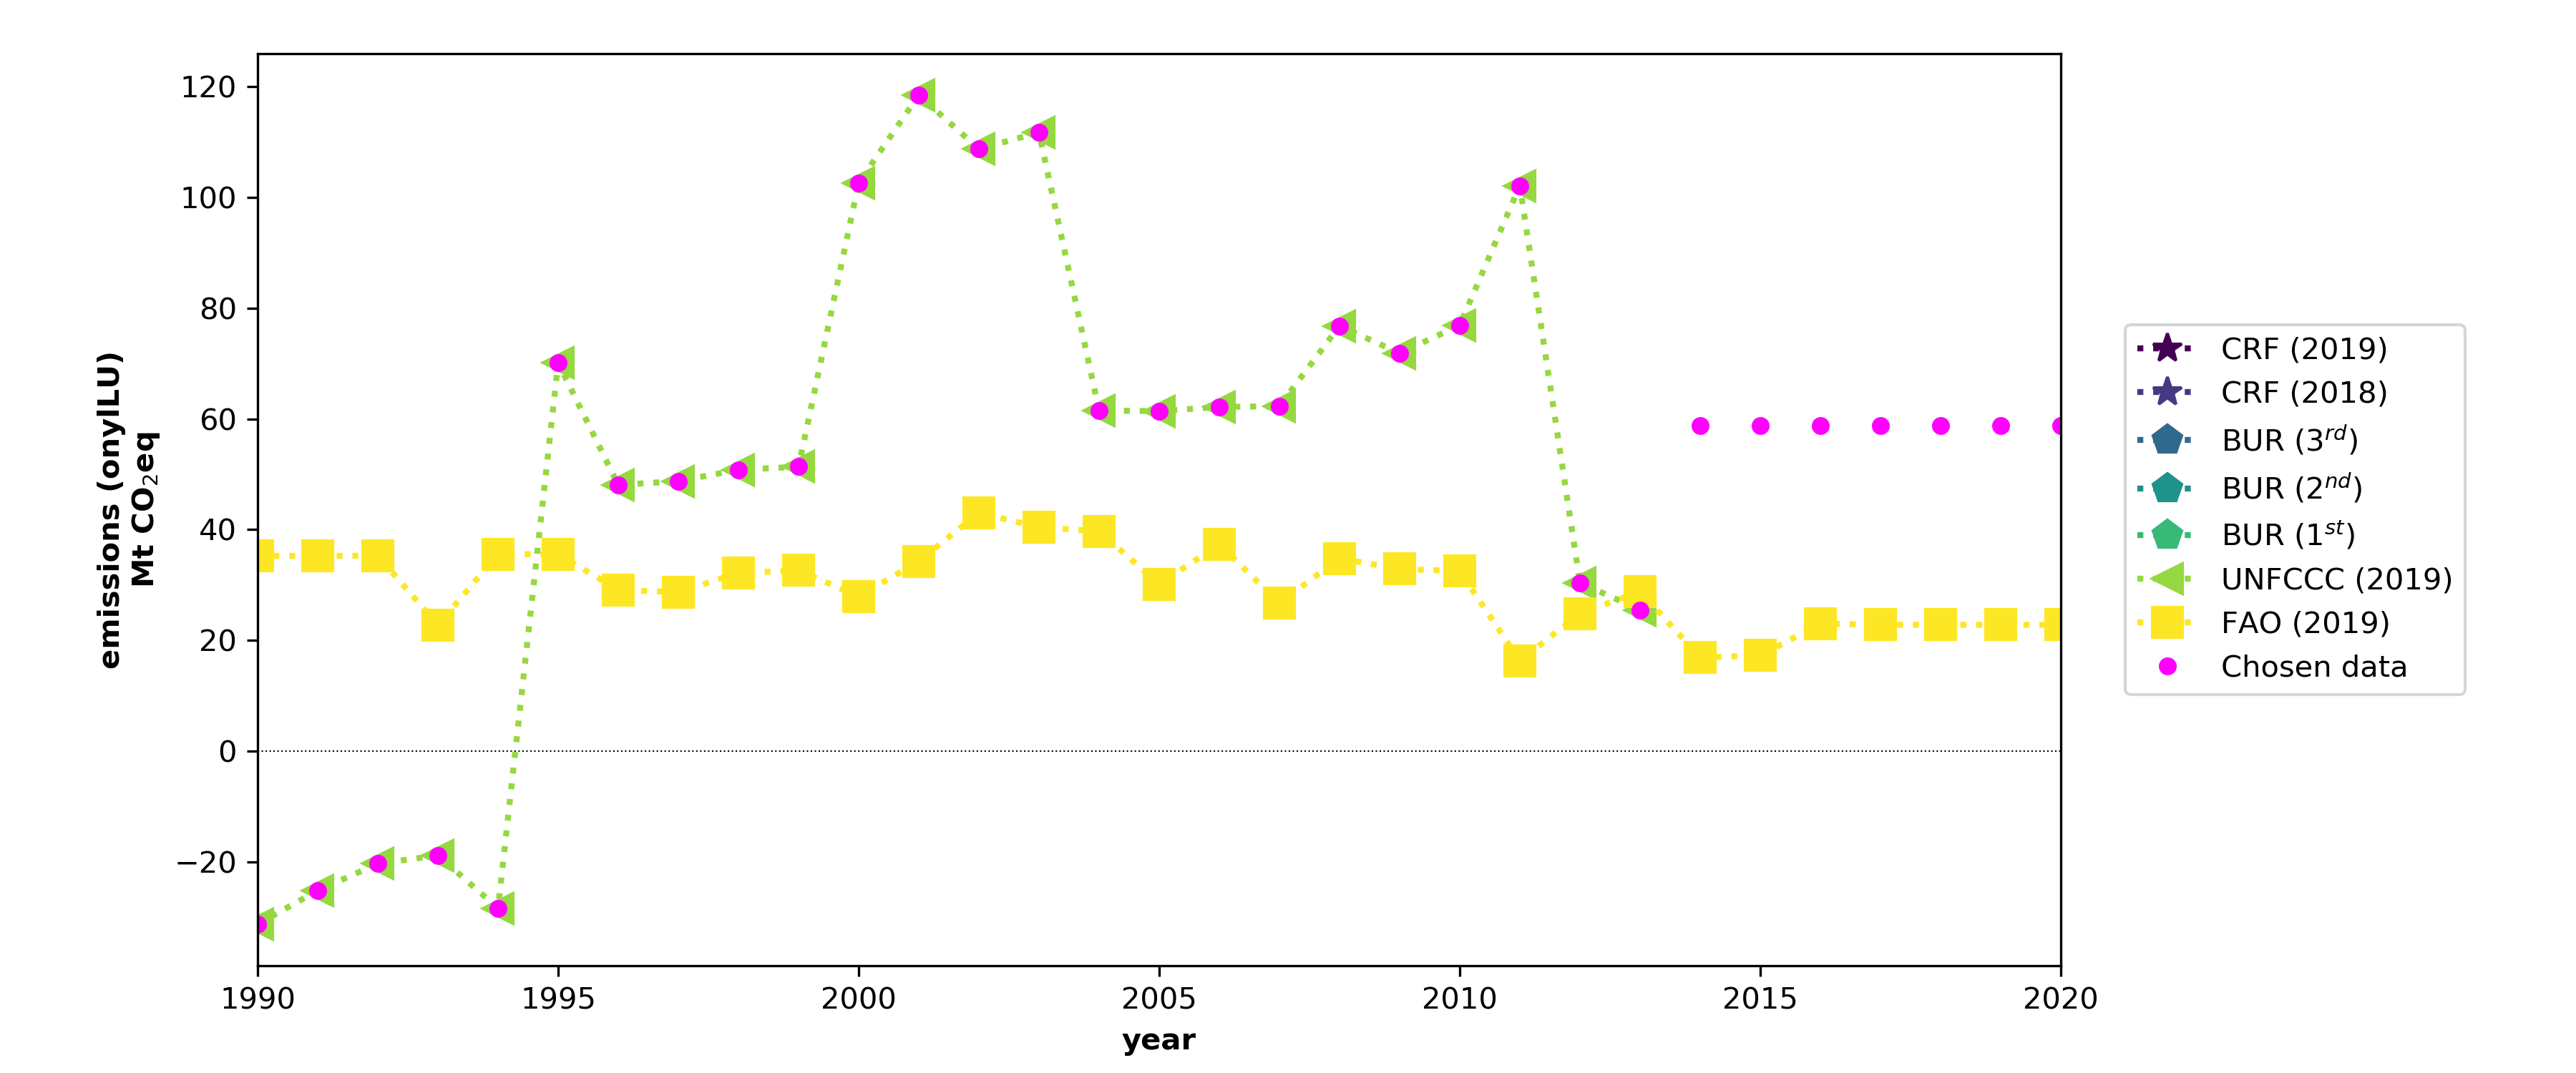 emissions (onylLU)
Mt CO₂eq
120
100
80
60
40
20
0
−20
1990 1995 2000 2005 2010 2015 2020
year
CRF (2019)
CRF (2018)
BUR (3ʳᵈ)
BUR (2ⁿᵈ)
BUR (1ˢᵗ)
UNFCCC (2019)
FAO (2019)
Chosen data